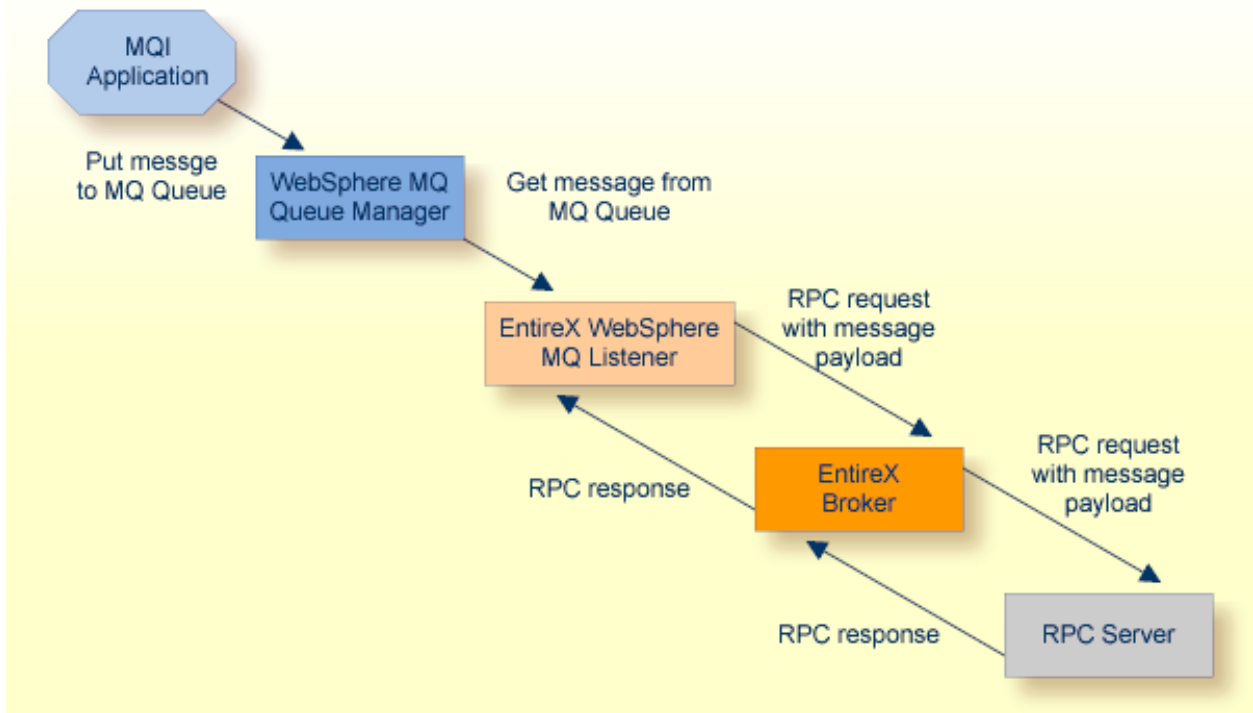 MQI
Application
Put messge
to MQ Queue
WebSphere MQ
Queue Manager
Get message from
MQ Queue
EntireX WebSphere
MQ Listener
RPC request
with message
payload
RPC response
EntireX
Broker
RPC request
with message
payload
RPC response
RPC Server